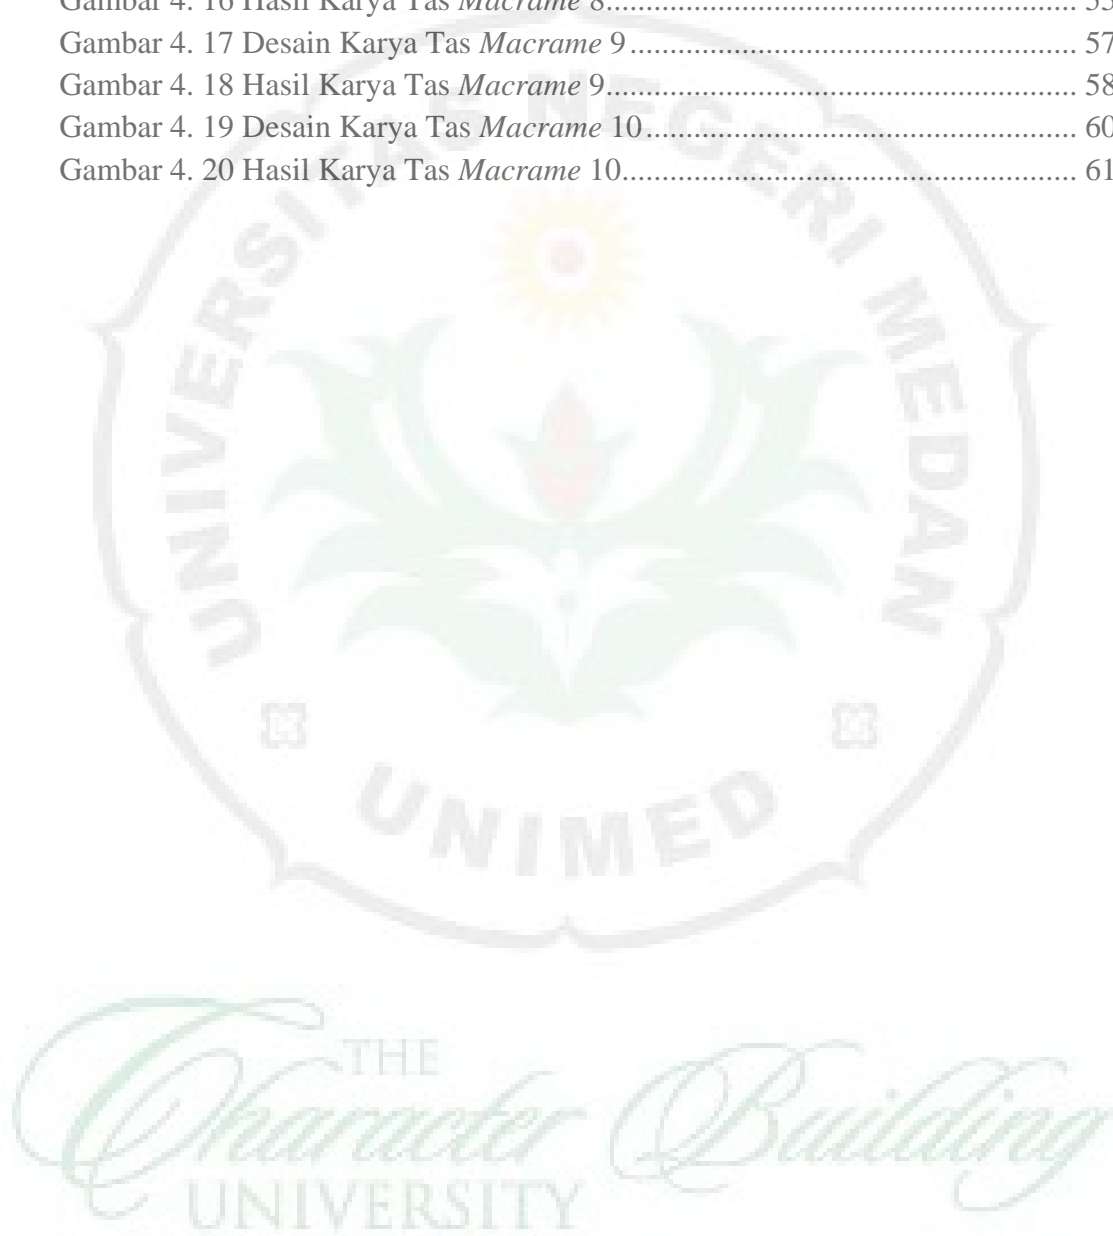 Gambar 4. 16 Hasil Karya Tas Macrame 8.......................................................... 55
Gambar 4. 17 Desain Karya Tas Macrame 9....................................................... 57
Gambar 4. 18 Hasil Karya Tas Macrame 9.......................................................... 58
Gambar 4. 19 Desain Karya Tas Macrame 10..................................................... 60
Gambar 4. 20 Hasil Karya Tas Macrame 10........................................................ 61
UNIVERSITAS NEGERI MEDAN
UNIMED
THE
Character Building
UNIVERSITY